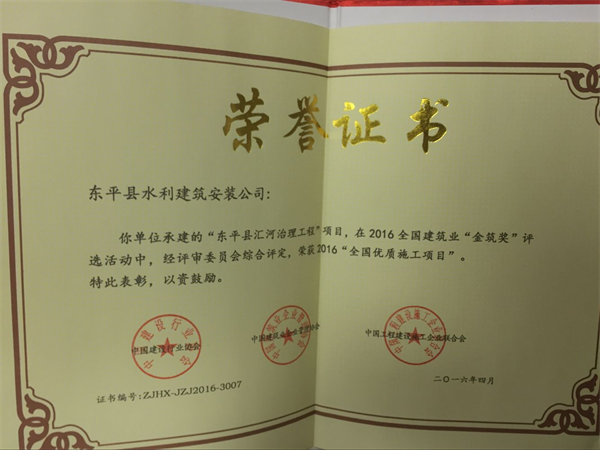 荣誉证书
东平县水利建筑安装公司:
你单位承建的“东平县汇河治理工程”项目,在2016全国建筑业“金筑奖”评
选活动中,经评审委员会综合评定,荣获2016“全国优质施工项目”。
特此表彰,以资鼓励。
中国建设行业协会
中国工程建设施工企业联合会
证书编号:ZJHX-JZJ2016-3007
二〇一六年四月